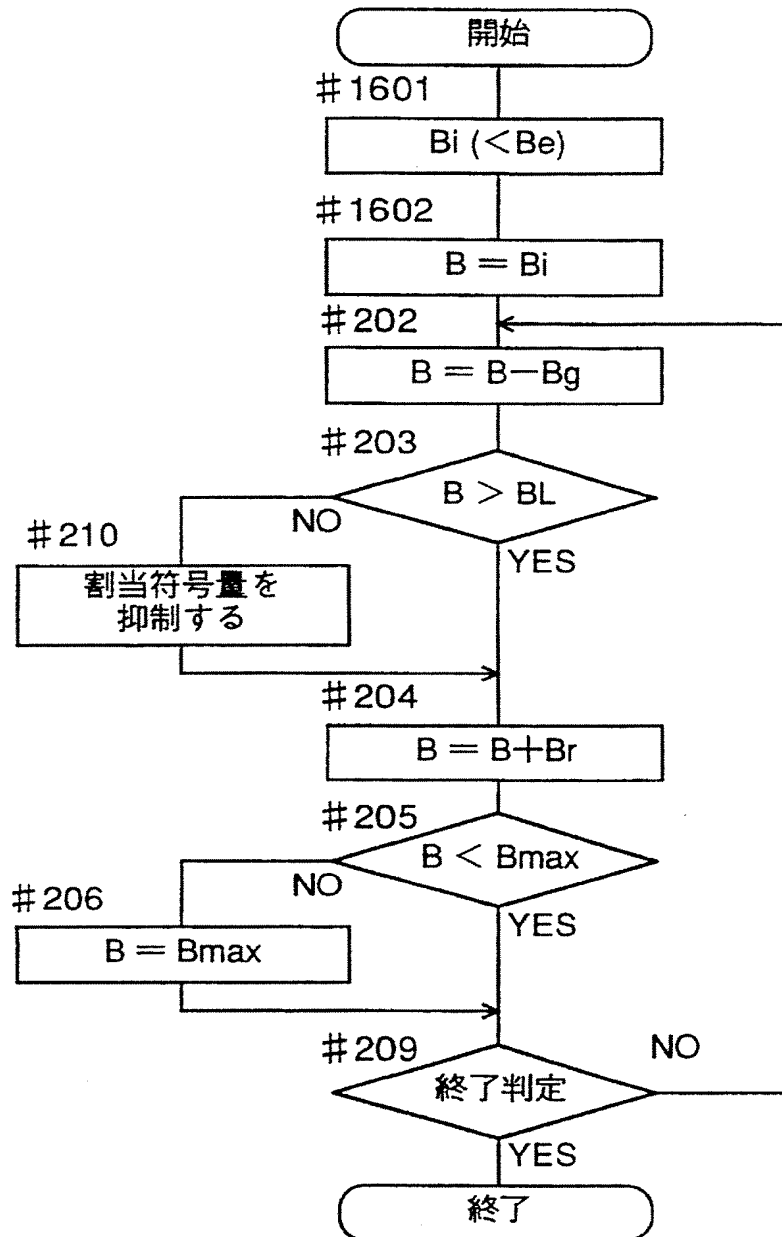 開始
#1601
Bi (<Be)
#1602
B = Bi
#202
B = B−Bg
#203
B > BL
NO
YES
#210
割当符号量を
抑制する
#204
B = B+Br
#205
B < Bmax
NO
YES
#206
B = Bmax
#209
終了判定
NO
YES
終了